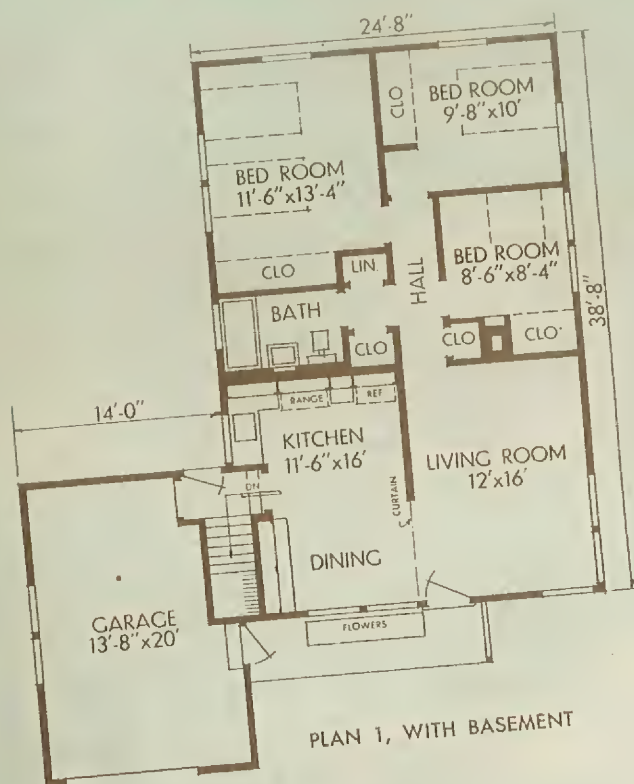 24'-8"
CLO
BED ROOM
9'-8"x10'
BED ROOM
11'-6"x13'-4"
BED ROOM
8'-6"x8'-4"
38'-8"
CLO
LIN.
HALL
BATH
CLO
CLO
CLO
14'-0"
RANGE
REF
KITCHEN
11'-6"x16'
LIVING ROOM
12'x16'
DN
CURTAIN
DINING
GARAGE
13'-8"x20'
FLOWERS
PLAN 1, WITH BASEMENT